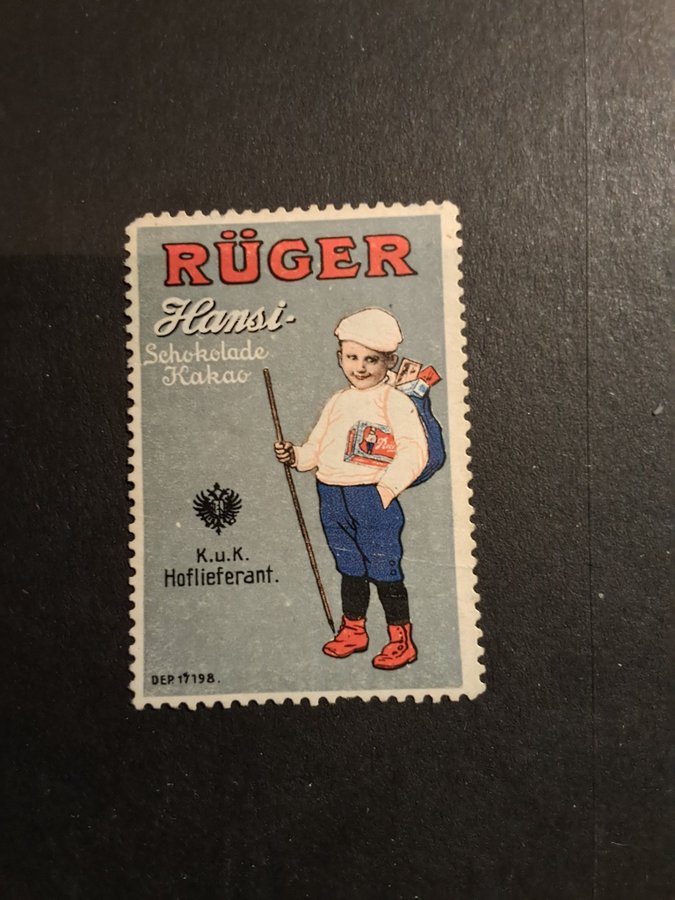 RÜGER
Hansi-
Schokolade
Kakao
K.u.K.
Hoflieferant.
DEP. 17198.